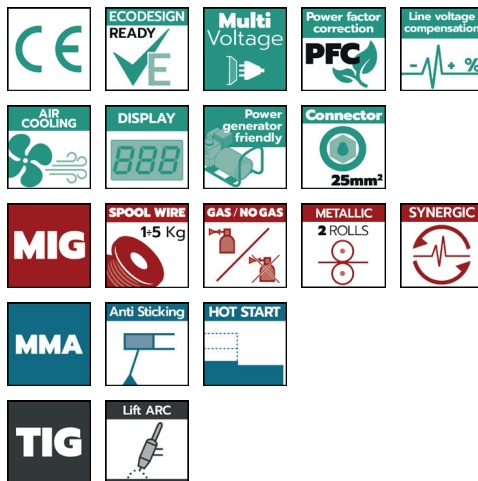 CE
ECODESIGN
READY
E
Multi
Voltage
Power factor
correction
PFC
Line voltage
compensation
- + %
AIR
COOLING
DISPLAY
888
Power
generator
friendly
Connector
25mm²
MIG
SPOOL WIRE
1÷5 Kg
GAS / NO GAS
METALLIC
2 ROLLS
SYNERGIC
MMA
Anti Sticking
HOT START
TIG
Lift ARC